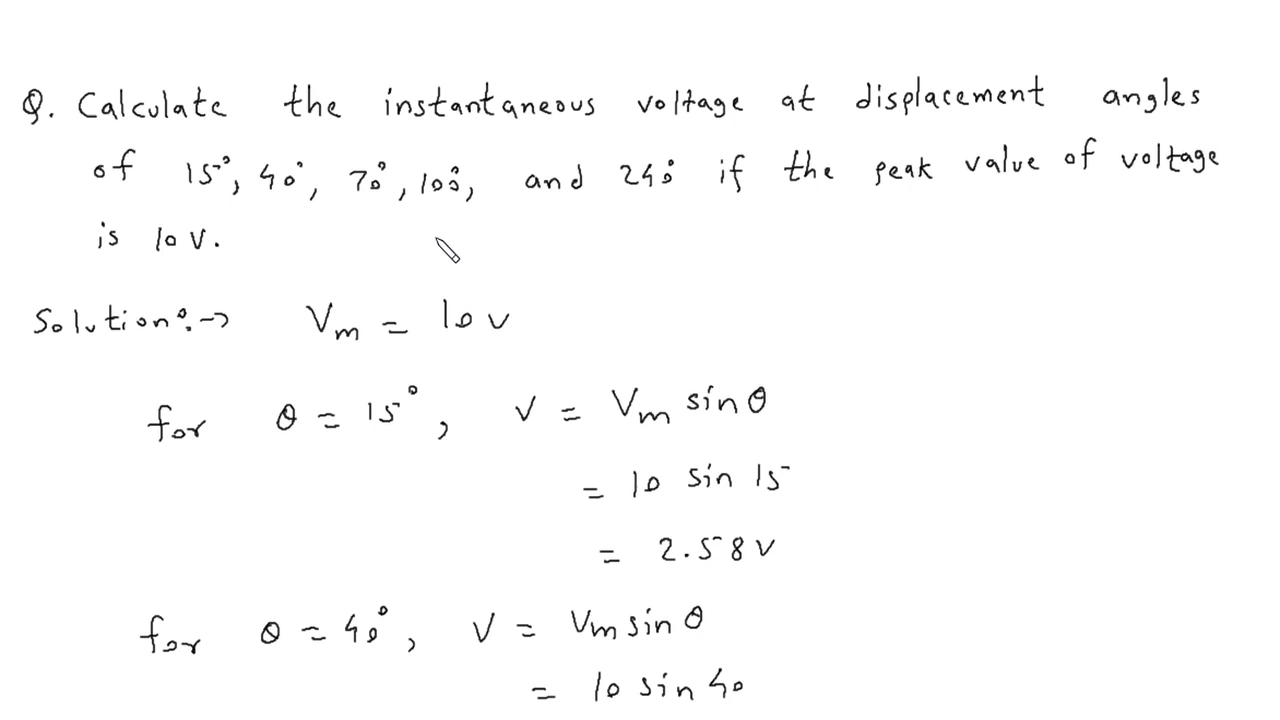 Q. Calculate the instantaneous voltage at displacement angles
of 15°, 40°, 70°, 100°, and 240° if the peak value of voltage
is 10 V.
Solution:→ Vm = 10 V
for θ = 15°, V = Vm sin θ
= 10 sin 15
= 2.58 V
for θ = 40°, V = Vm sin θ
= 10 sin 40